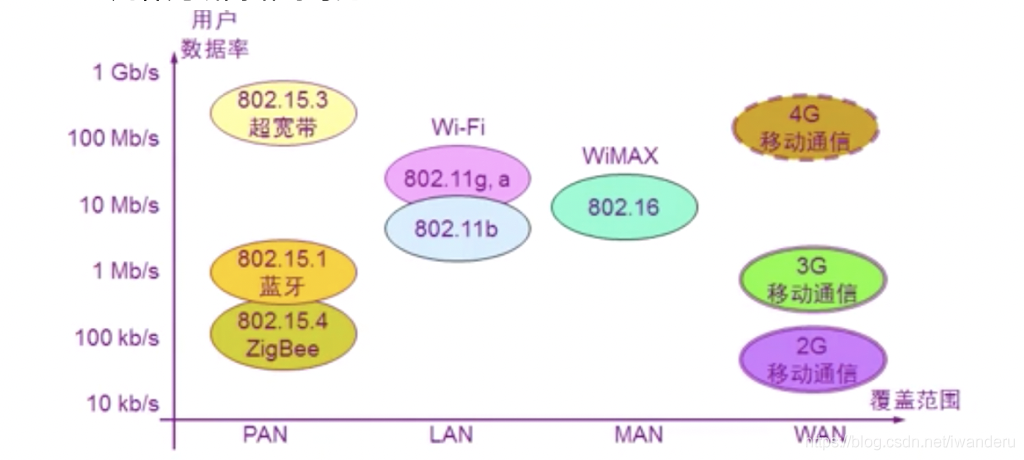 用户
数据率
1 Gb/s
802.15.3
超宽带
4G
移动通信
100 Mb/s
Wi-Fi
WiMAX
802.11g, a
10 Mb/s
802.16
802.11b
802.15.1
蓝牙
1 Mb/s
3G
移动通信
802.15.4
ZigBee
100 kb/s
2G
移动通信
10 kb/s
覆盖范围
PAN
LAN
MAN
WAN
https://blog.csdn.net/iwanderu